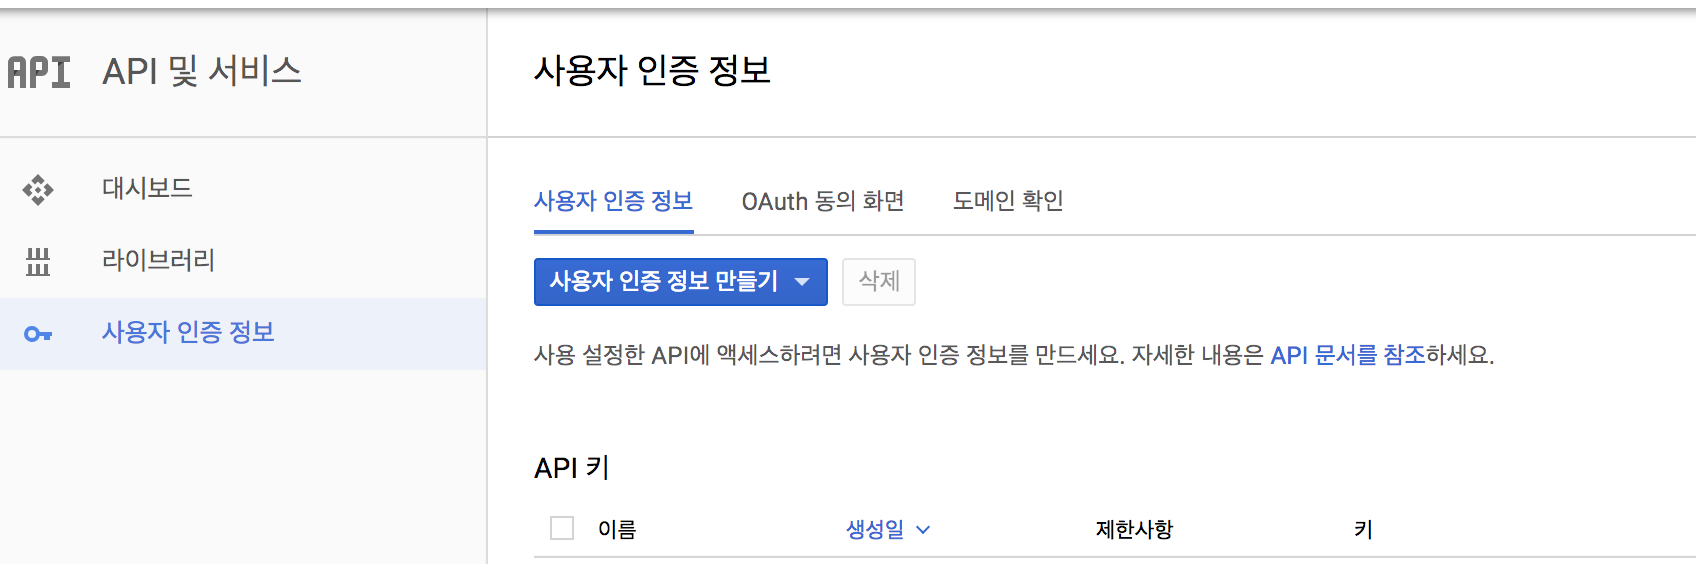 API API 및 서비스
사용자 인증 정보
대시보드
라이브러리
사용자 인증 정보
사용자 인증 정보 OAuth 동의 화면 도메인 확인
사용자 인증 정보 만들기 삭제
사용 설정한 API에 액세스하려면 사용자 인증 정보를 만드세요. 자세한 내용은 API 문서를 참조하세요.
API 키
이름 생성일 제한사항 키